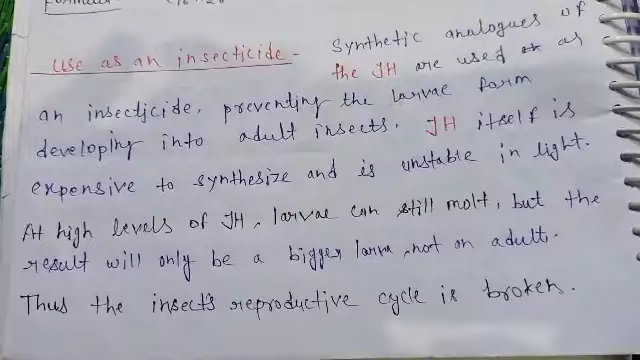 Formula
C16 H26
Use as an insecticide - Synthetic analogues of
the JH are used as
an insecticide, preventing the larvae form
developing into adult insects. JH itself is
expensive to synthesize and is unstable in light.
At high levels of JH, larvae can still molt, but the
result will only be a bigger larva, not an adult.
Thus the insect's reproductive cycle is broken.